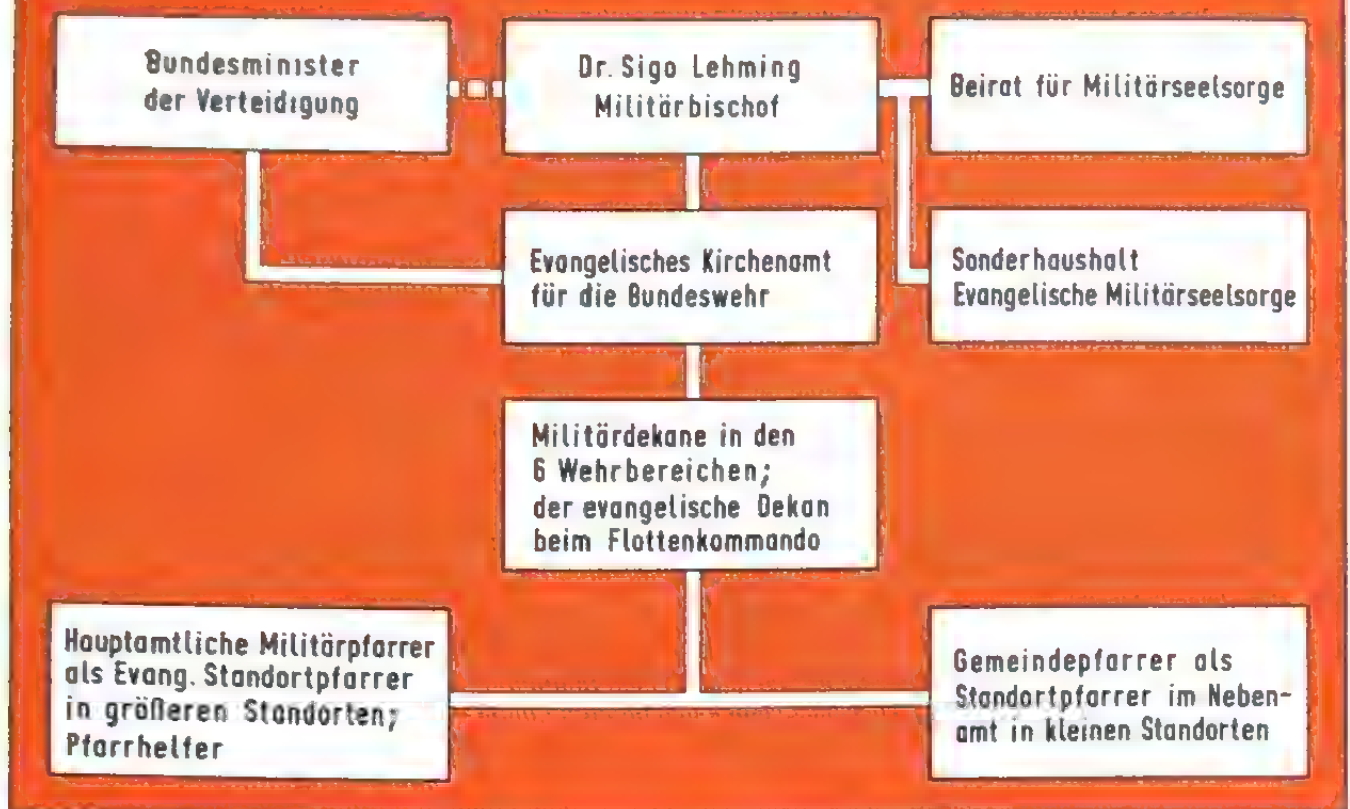 Bundesminister
der Verteidigung
Dr. Sigo Lehming
Militärbischof
Beirat für Militärseelsorge
Evangelisches Kirchenamt
für die Bundeswehr
Sonderhaushalt
Evangelische Militärseelsorge
Militärdekane in den
6 Wehrbereichen;
der evangelische Dekan
beim Flottenkommando
Hauptamtliche Militärpfarrer
als Evang. Standortpfarrer
in größeren Standorten;
Pfarrhelfer
Gemeindepfarrer als
Standortpfarrer im Neben-
amt in kleinen Standorten